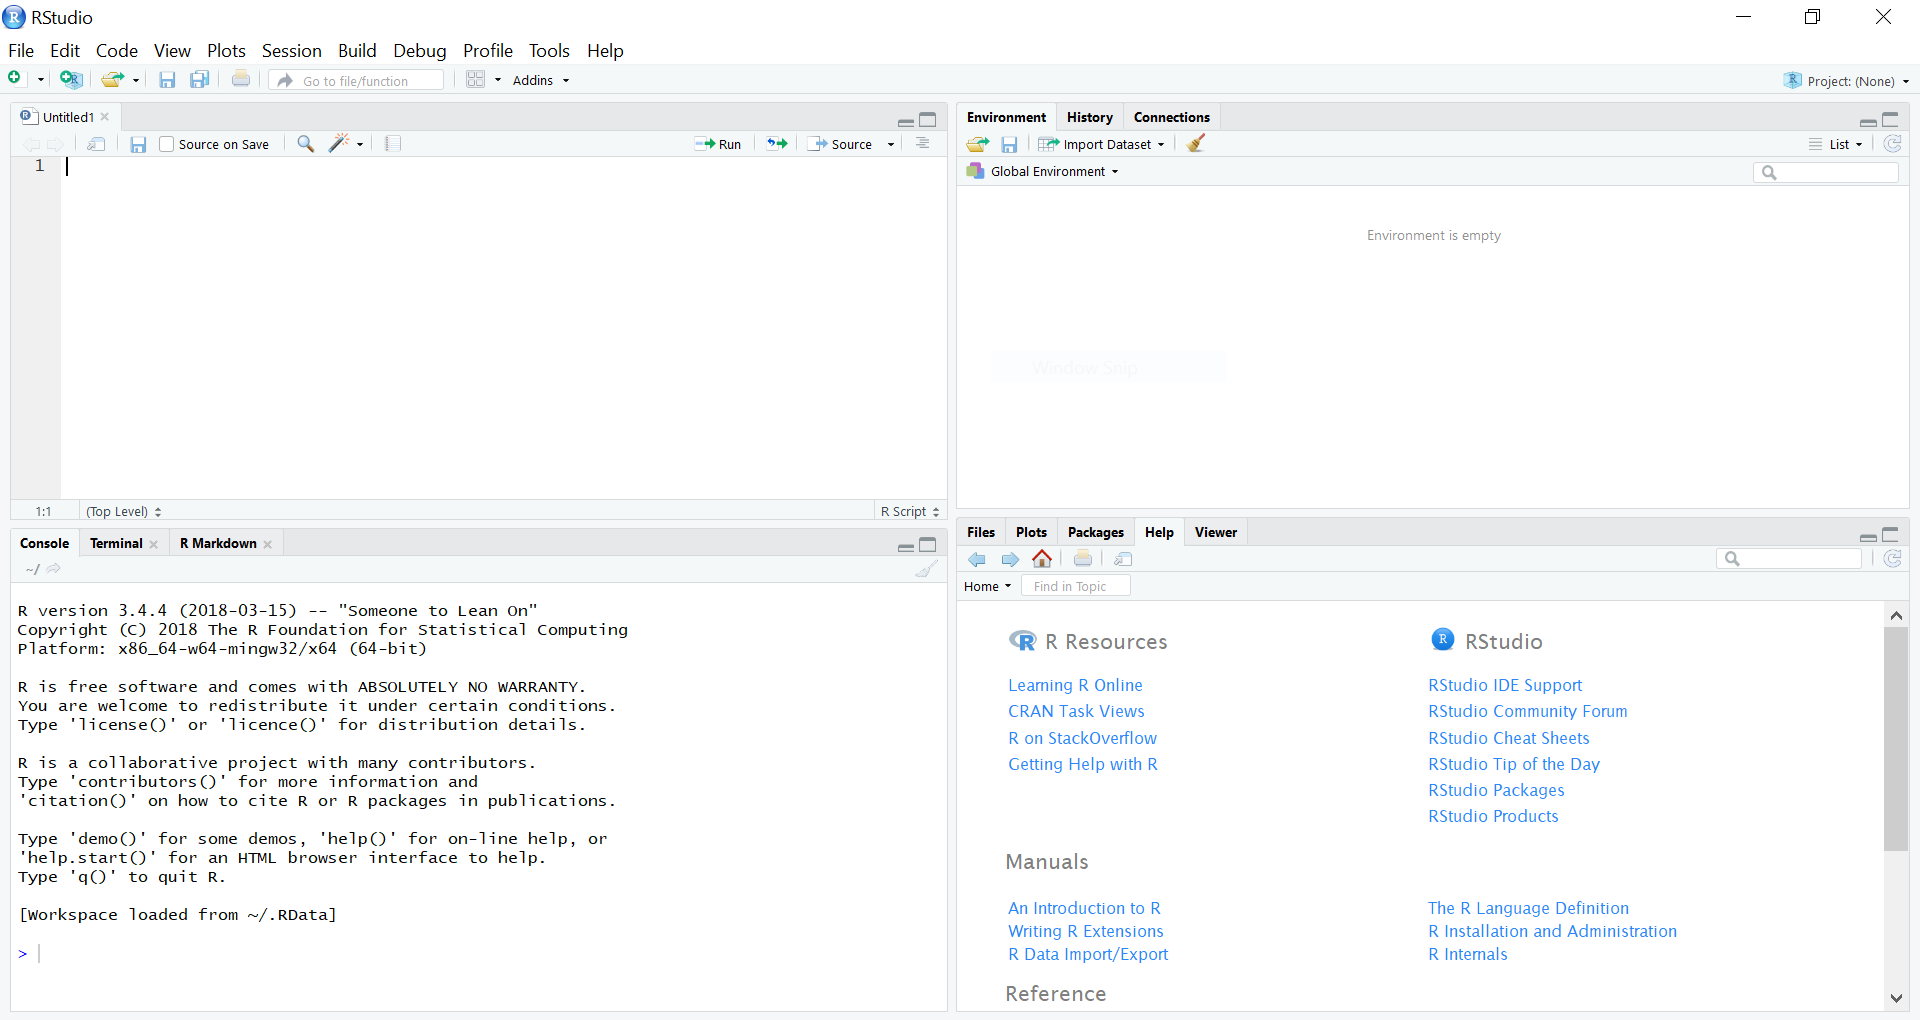 RStudio
File Edit Code View Plots Session Build Debug Profile Tools Help
Go to file/function Addins Project: (None)
Untitled1
Source on Save Run Source
1
1:1 (Top Level) R Script
Console Terminal R Markdown
~/
R version 3.4.4 (2018-03-15) -- "Someone to Lean On"
Copyright (C) 2018 The R Foundation for Statistical Computing
Platform: x86_64-w64-mingw32/x64 (64-bit)
R is free software and comes with ABSOLUTELY NO WARRANTY.
You are welcome to redistribute it under certain conditions.
Type 'license()' or 'licence()' for distribution details.
R is a collaborative project with many contributors.
Type 'contributors()' for more information and
'citation()' on how to cite R or R packages in publications.
Type 'demo()' for some demos, 'help()' for on-line help, or
'help.start()' for an HTML browser interface to help.
Type 'q()' to quit R.
[Workspace loaded from ~/.RData]
>
Environment History Connections
Import Dataset List
Global Environment
Environment is empty
Window Snip
Files Plots Packages Help Viewer
Home Find in Topic
R Resources
Learning R Online
CRAN Task Views
R on StackOverflow
Getting Help with R
RStudio
RStudio IDE Support
RStudio Community Forum
RStudio Cheat Sheets
RStudio Tip of the Day
RStudio Packages
RStudio Products
Manuals
An Introduction to R
Writing R Extensions
R Data Import/Export
The R Language Definition
R Installation and Administration
R Internals
Reference